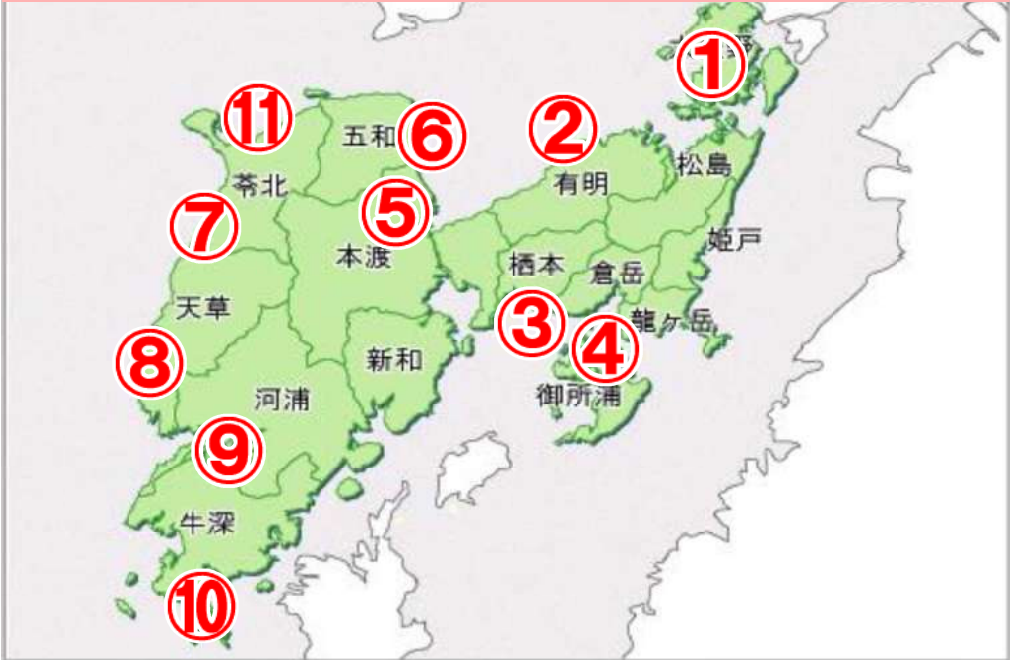 ①
⑪
②
⑥
五和
松島
苓北
有明
⑤
⑦
姫戸
本渡
栖本
倉岳
天草
③
龍ヶ岳
④
⑧
新和
御所浦
河浦
⑨
牛深
⑩